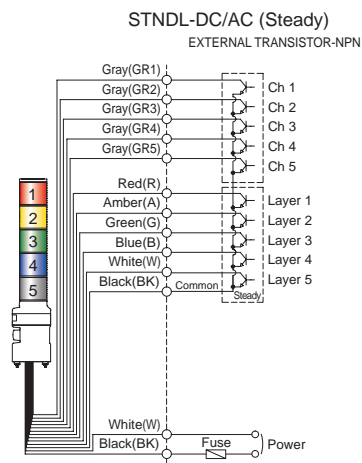 STNDL-DC/AC (Steady)
EXTERNAL TRANSISTOR-NPN
Gray(GR1)
Ch 1
Gray(GR2)
Ch 2
Gray(GR3)
Ch 3
Gray(GR4)
Ch 4
Gray(GR5)
Ch 5
Red(R)
Layer 1
Amber(A)
Layer 2
Green(G)
Layer 3
Blue(B)
Layer 4
White(W)
Layer 5
Black(BK)
Common
Steady
1
2
3
4
5
White(W)
Black(BK)
Fuse
Power